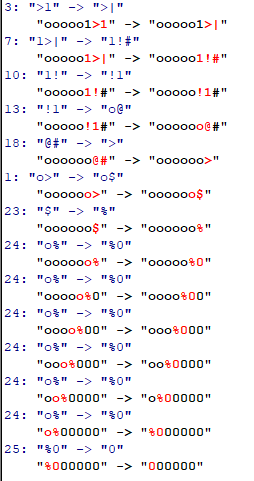 3: ">1" -> ">|"
"ooooo1>1" -> "ooooo1>|"
7: "1>|" -> "1!#"
"ooooo1>|" -> "ooooo1!#"
10: "1!" -> "!1"
"ooooo1!#" -> "ooooo!1#"
13: "!1" -> "o@"
"ooooo!1#" -> "oooooo@#"
18: "@#" -> ">"
"oooooo@#" -> "oooooo>"
1: "o>" -> "o$"
"oooooo>" -> "oooooo$"
23: "$" -> "%"
"oooooo$" -> "oooooo%"
24: "o%" -> "%0"
"oooooo%" -> "ooooo%0"
24: "o%" -> "%0"
"ooooo%0" -> "oooo%00"
24: "o%" -> "%0"
"oooo%00" -> "ooo%000"
24: "o%" -> "%0"
"ooo%000" -> "oo%0000"
24: "o%" -> "%0"
"oo%0000" -> "o%00000"
24: "o%" -> "%0"
"o%00000" -> "%000000"
25: "%0" -> "0"
"%000000" -> "000000"